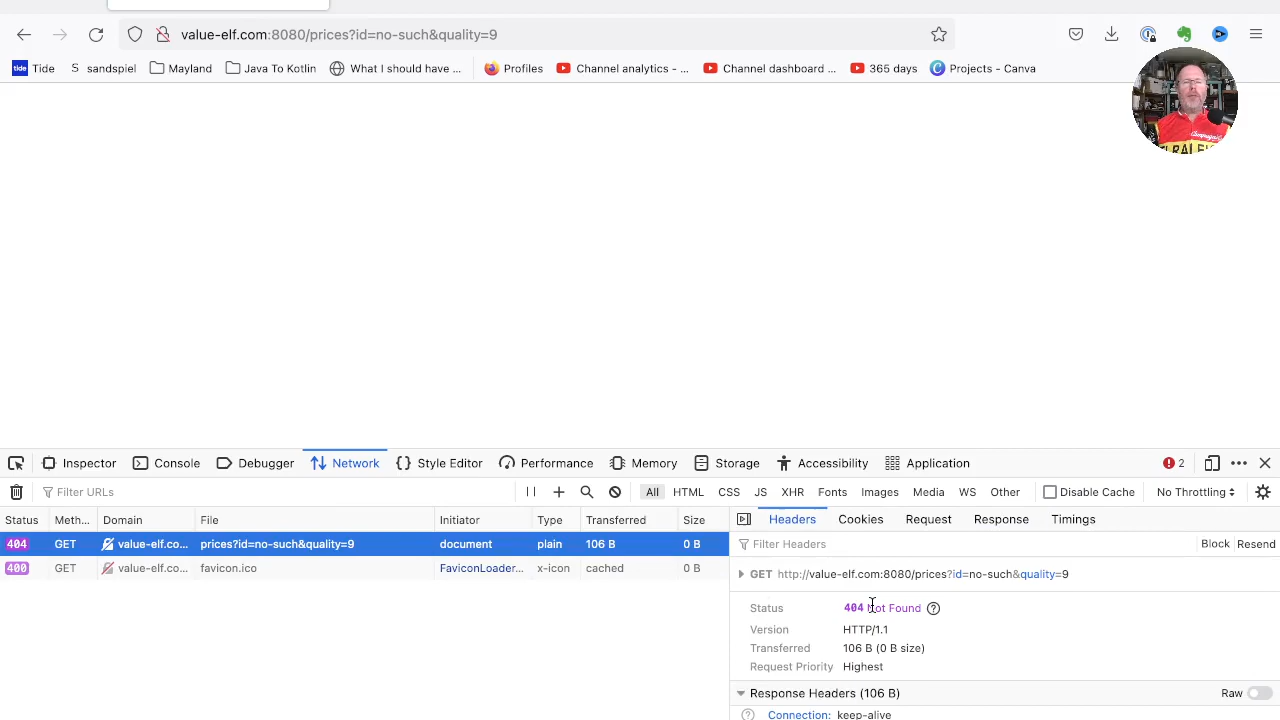 value-elf.com:8080/prices?id=no-such&quality=9
tide Tide S sandspiel Mayland Java To Kotlin What I should have ... Profiles Channel analytics - ... Channel dashboard ... 365 days Projects - Canva
Campagnolo
TI RALEIG
Inspector Console Debugger Network Style Editor Performance Memory Storage Accessibility Application 2
Filter URLs All HTML CSS JS XHR Fonts Images Media WS Other Disable Cache No Throttling
Status Meth... Domain File Initiator Type Transferred Size
404 GET value-elf.co... prices?id=no-such&quality=9 document plain 106 B 0 B
400 GET value-elf.co... favicon.ico FaviconLoader... x-icon cached 0 B
Headers Cookies Request Response Timings
Filter Headers Block Resend
GET http://value-elf.com:8080/prices?id=no-such&quality=9
Status 404 Not Found
Version HTTP/1.1
Transferred 106 B (0 B size)
Request Priority Highest
Response Headers (106 B) Raw
Connection: keep-alive